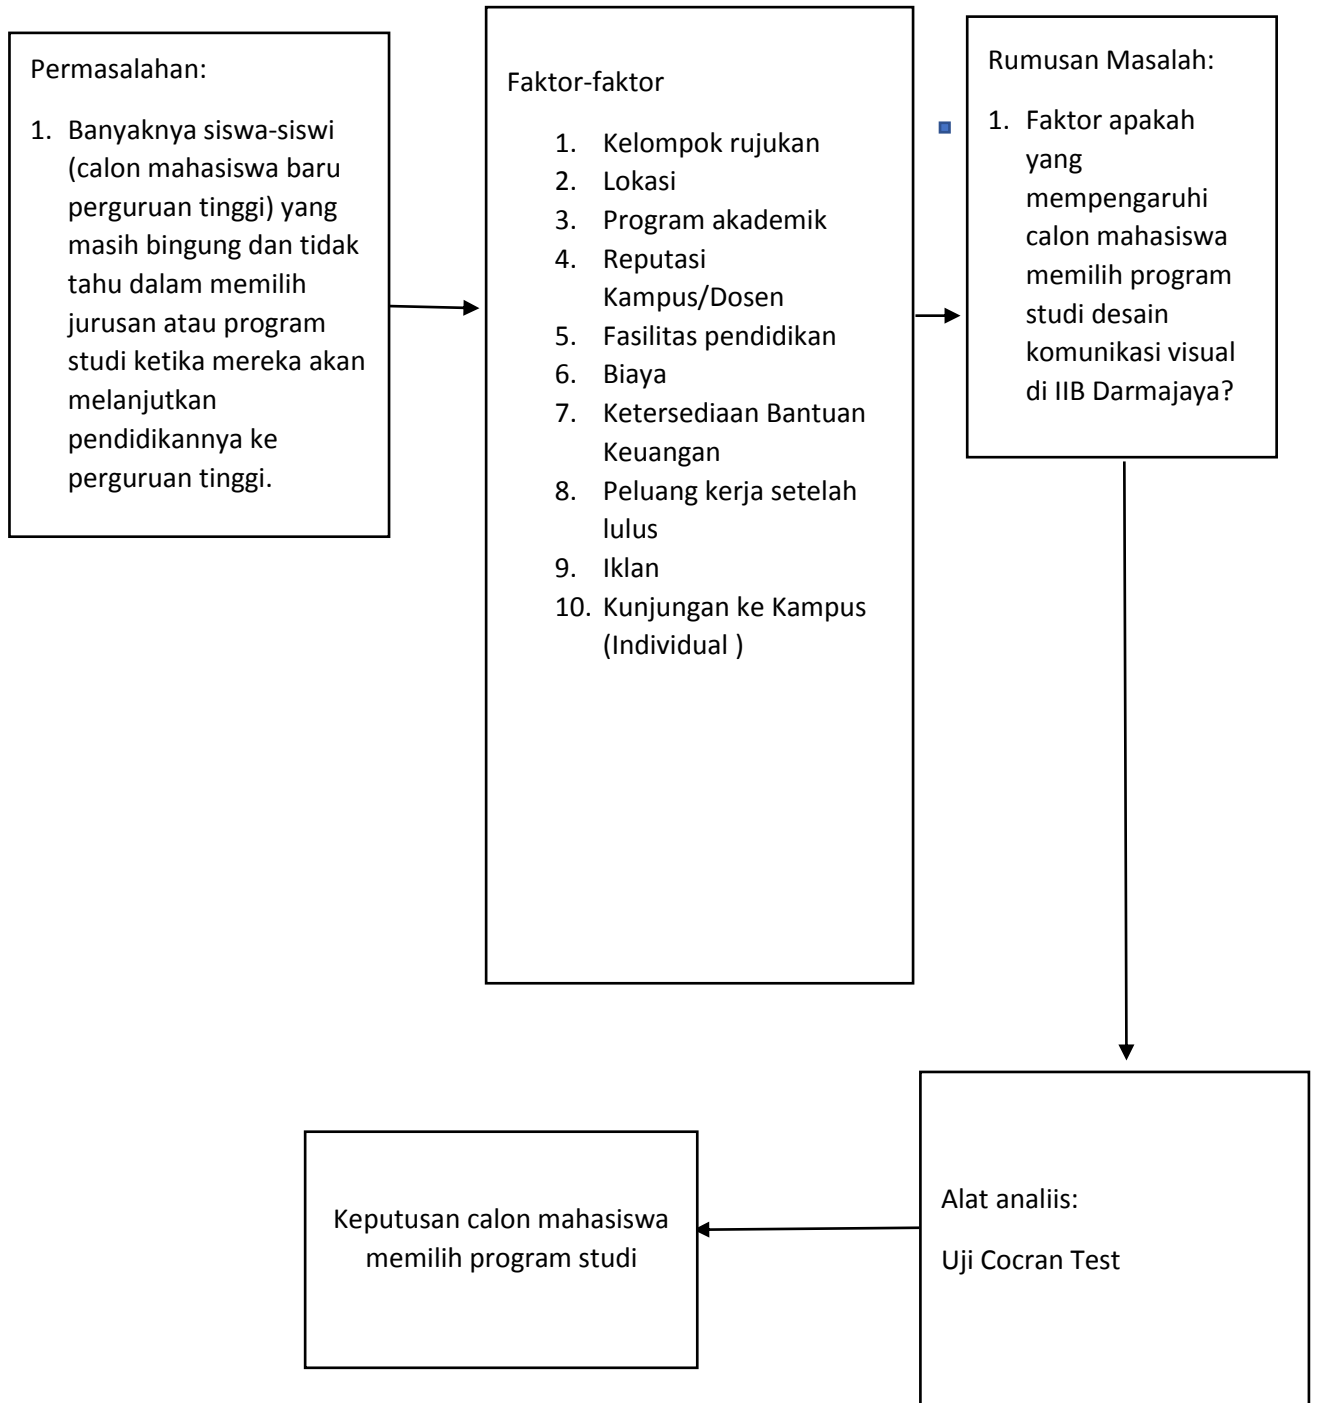 Permasalahan:
1. Banyaknya siswa-siswi
(calon mahasiswa baru
perguruan tinggi) yang
masih bingung dan tidak
tahu dalam memilih
jurusan atau program
studi ketika mereka akan
melanjutkan
pendidikannya ke
perguruan tinggi.
Faktor-faktor
1. Kelompok rujukan
2. Lokasi
3. Program akademik
4. Reputasi
Kampus/Dosen
5. Fasilitas pendidikan
6. Biaya
7. Ketersediaan Bantuan
Keuangan
8. Peluang kerja setelah
lulus
9. Iklan
10. Kunjungan ke Kampus
(Individual )
Rumusan Masalah:
1. Faktor apakah
yang
mempengaruhi
calon mahasiswa
memilih program
studi desain
komunikasi visual
di IIB Darmajaya?
Alat analiis:
Uji Cocran Test
Keputusan calon mahasiswa
memilih program studi